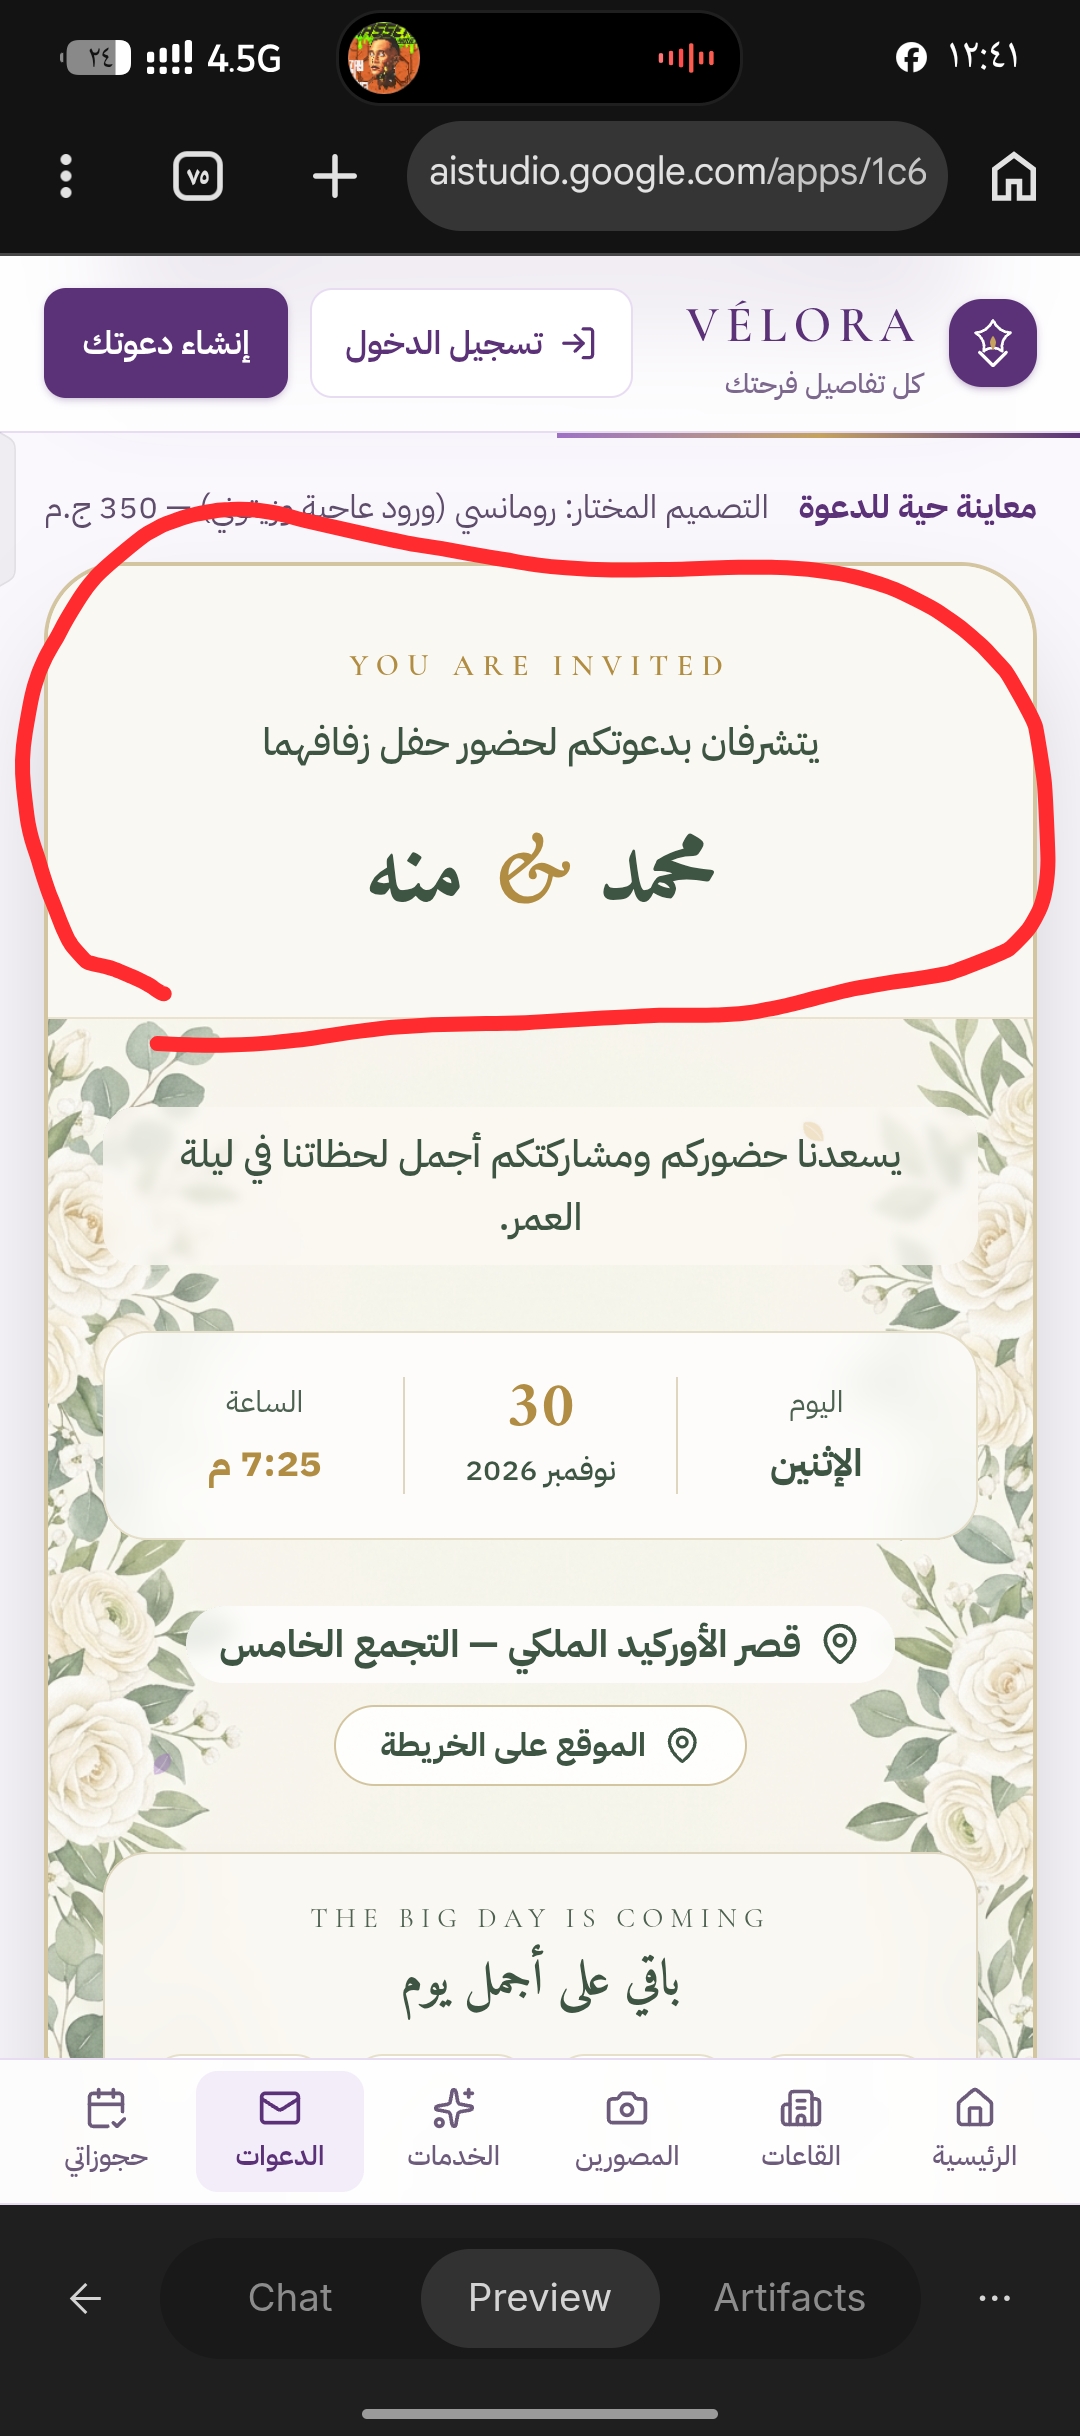 ١٢:٤١
4.5G
٢٤
aistudio.google.com/apps/1c6
٧٥
VÉLORA
كل تفاصيل فرحتك
تسجيل الدخول
إنشاء دعوتك
معاينة حية للدعوة
التصميم المختار: رومانسي (ورود عاجية وزيتوني) — 350 ج.م
YOU ARE INVITED
يتشرفان بدعوتكم لحضور حفل زفافهما
محمد & منه
يسعدنا حضوركم ومشاركتكم أجمل لحظاتنا في ليلة
العمر.
اليوم
الإثنين
30
نوفمبر 2026
الساعة
7:25 م
قصر الأوركيد الملكي — التجمع الخامس
الموقع على الخريطة
THE BIG DAY IS COMING
باقي على أجمل يوم
الرئيسية
القاعات
المصورين
الخدمات
الدعوات
حجوزاتي
Chat
Preview
Artifacts